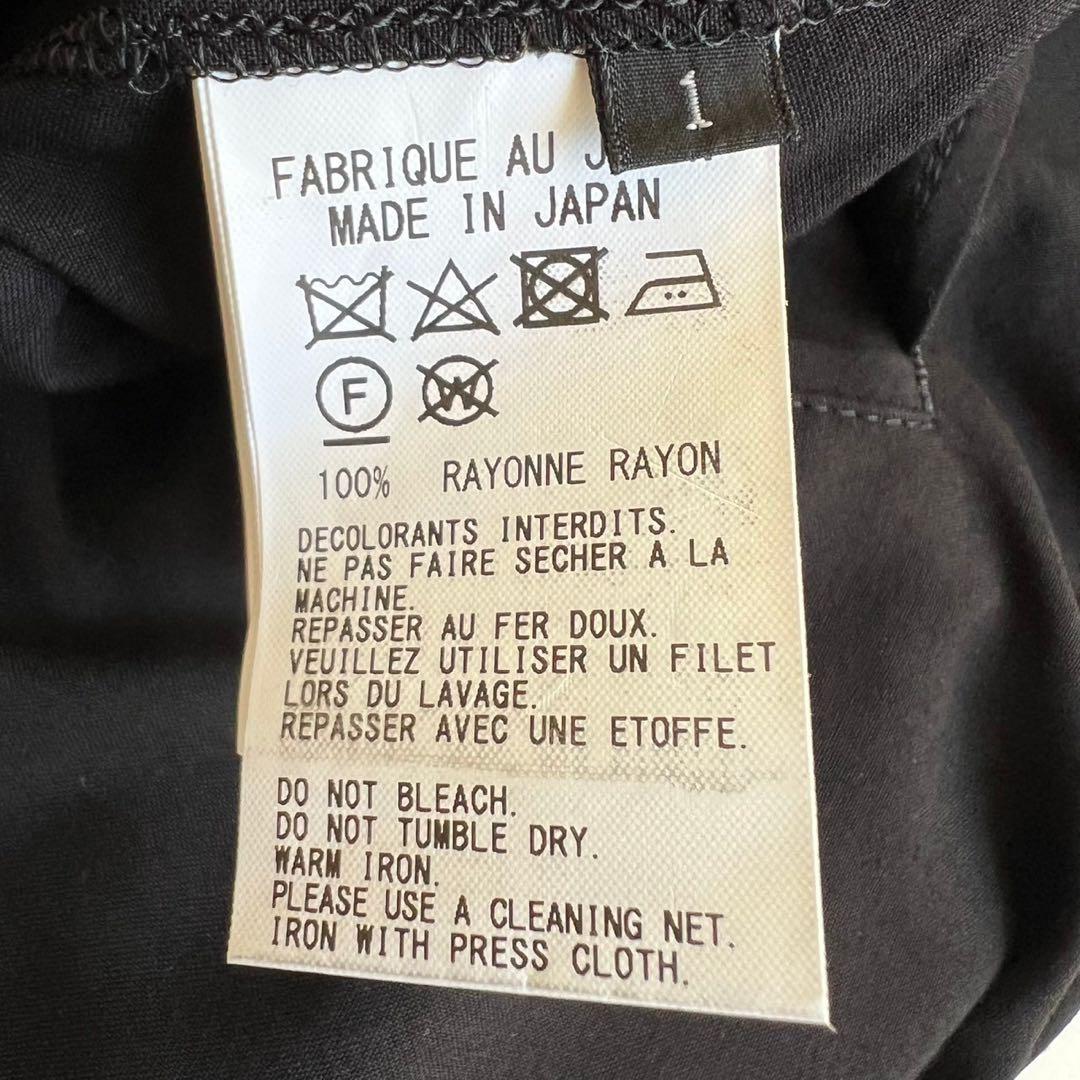 1
FABRIQUE AU
MADE IN JAPAN
F
W
100% RAYONNE RAYON
DECOLORANTS INTERDITS.
NE PAS FAIRE SECHER A LA
MACHINE.
REPASSER AU FER DOUX.
VEUILLEZ UTILISER UN FILET
LORS DU LAVAGE.
REPASSER AVEC UNE ETOFFE.
DO NOT BLEACH.
DO NOT TUMBLE DRY.
WARM IRON.
PLEASE USE A CLEANING NET.
IRON WITH PRESS CLOTH.